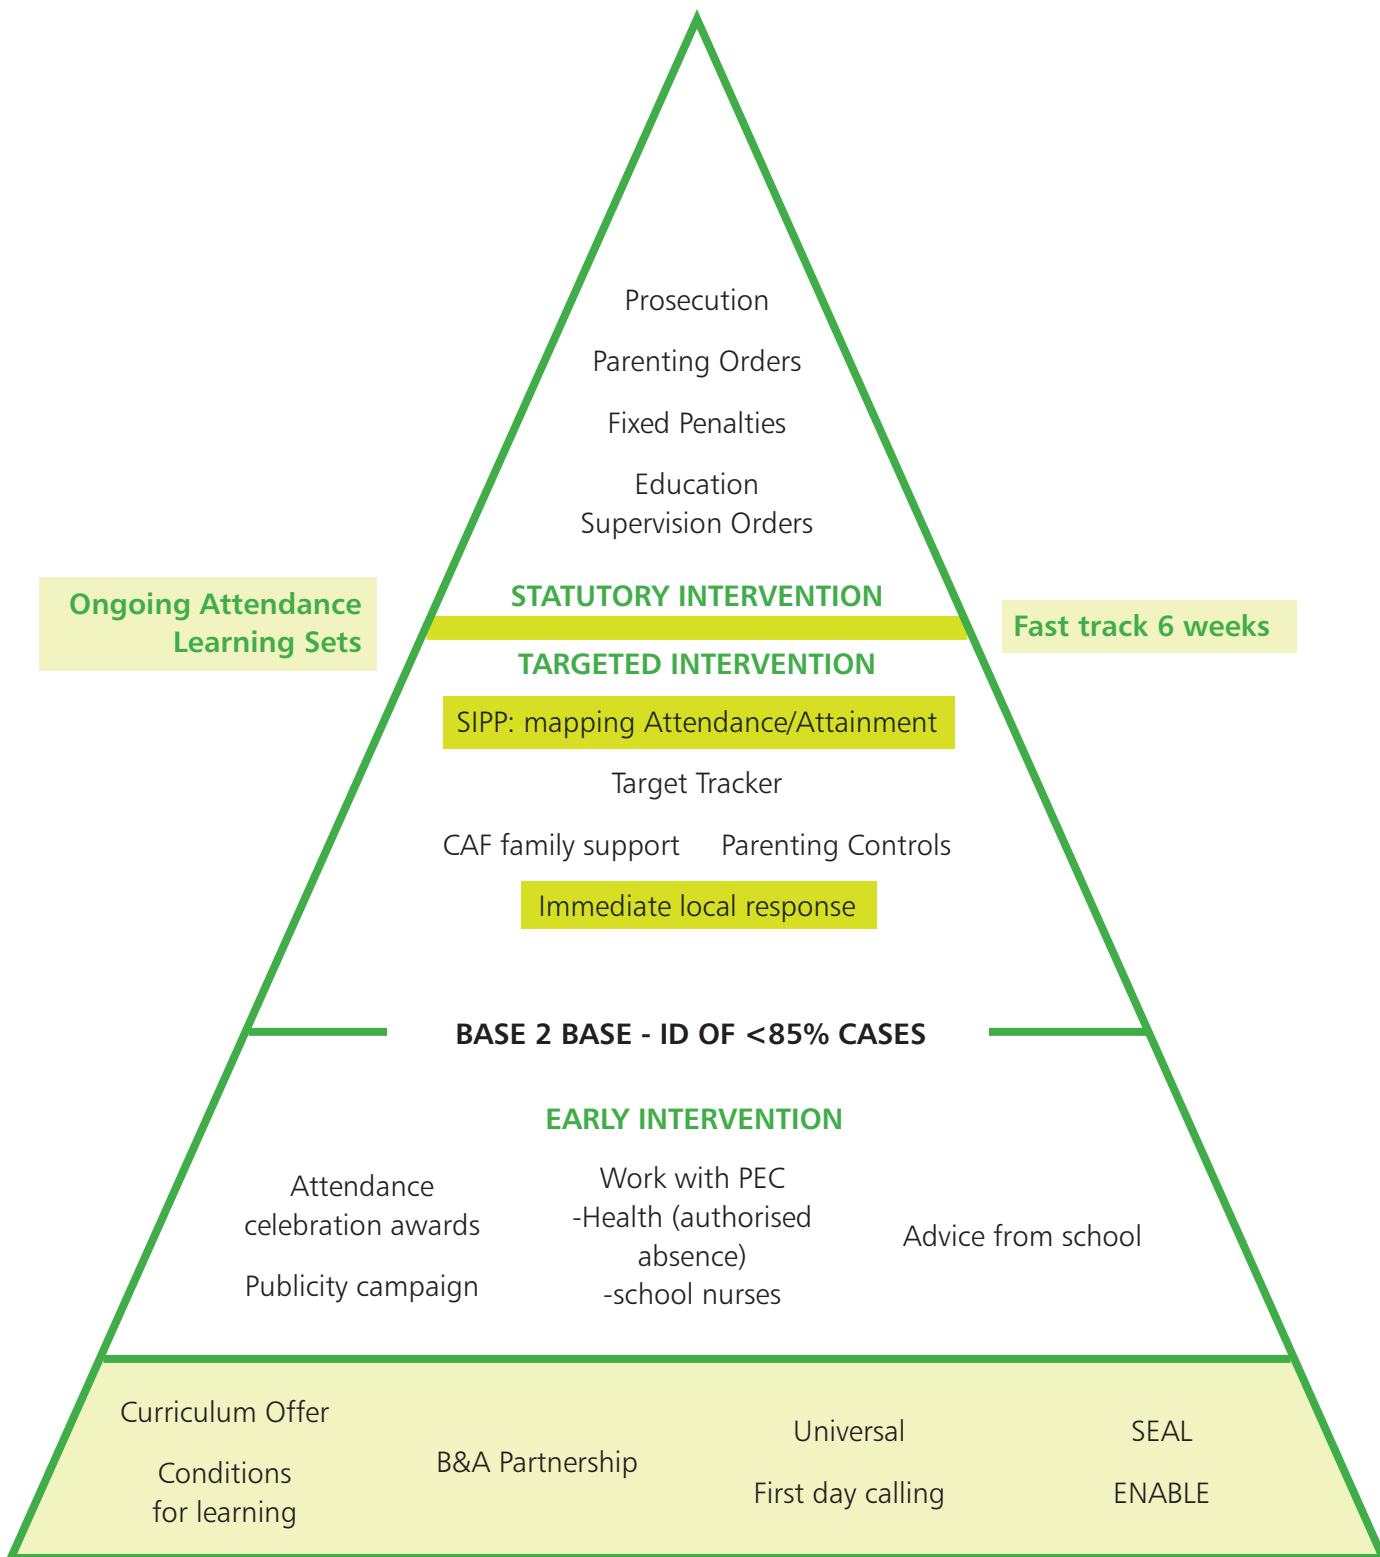 Prosecution
Parenting Orders
Fixed Penalties
Education
Supervision Orders
STATUTORY INTERVENTION
Ongoing Attendance
Learning Sets
Fast track 6 weeks
TARGETED INTERVENTION
SIPP: mapping Attendance/Attainment
Target Tracker
CAF family support
Parenting Controls
Immediate local response
BASE 2 BASE - ID OF <85% CASES
EARLY INTERVENTION
Attendance
celebration awards
Publicity campaign
Work with PEC
-Health (authorised
absence)
-school nurses
Advice from school
Curriculum Offer
Conditions
for learning
B&A Partnership
Universal
First day calling
SEAL
ENABLE